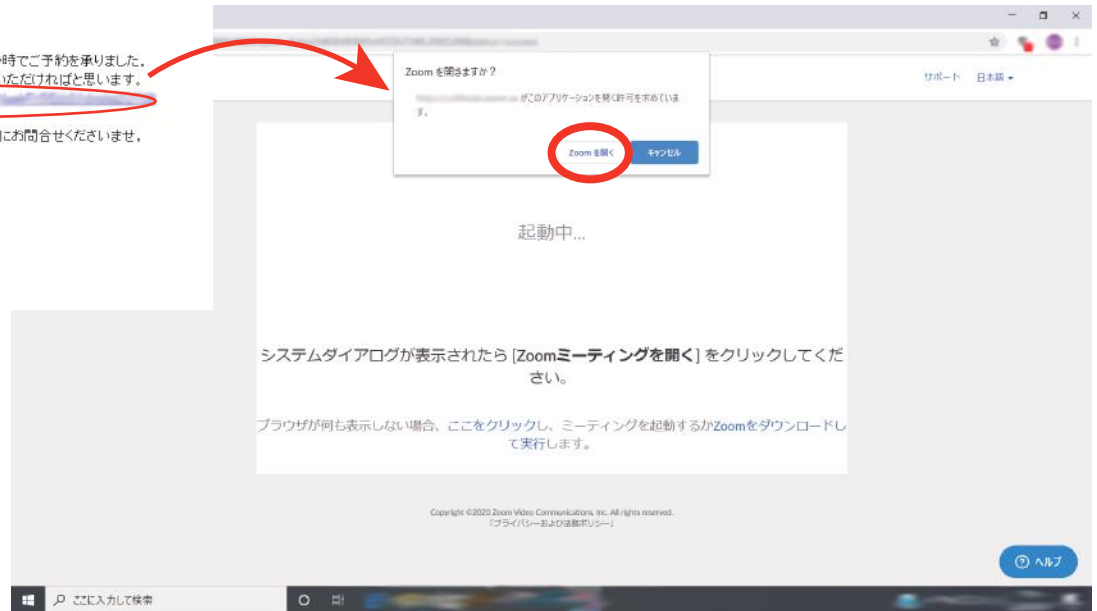 時でご予約を承りました。
いただければと思います。
にお問合せくださいませ。
Zoom を開きますか？
がこのアプリケーションを開く許可を求めていま
す。
Zoom を開く
キャンセル
サポート 日本語
起動中...
システムダイアログが表示されたら [Zoomミーティングを開く] をクリックしてくだ
さい。
ブラウザが何も表示しない場合、ここをクリックし、ミーティングを起動するかZoomをダウンロードし
て実行します。
Copyright ©2020 Zoom Video Communications, Inc. All rights reserved.
「プライバシーおよび法務ポリシー」
ヘルプ
ここに入力して検索